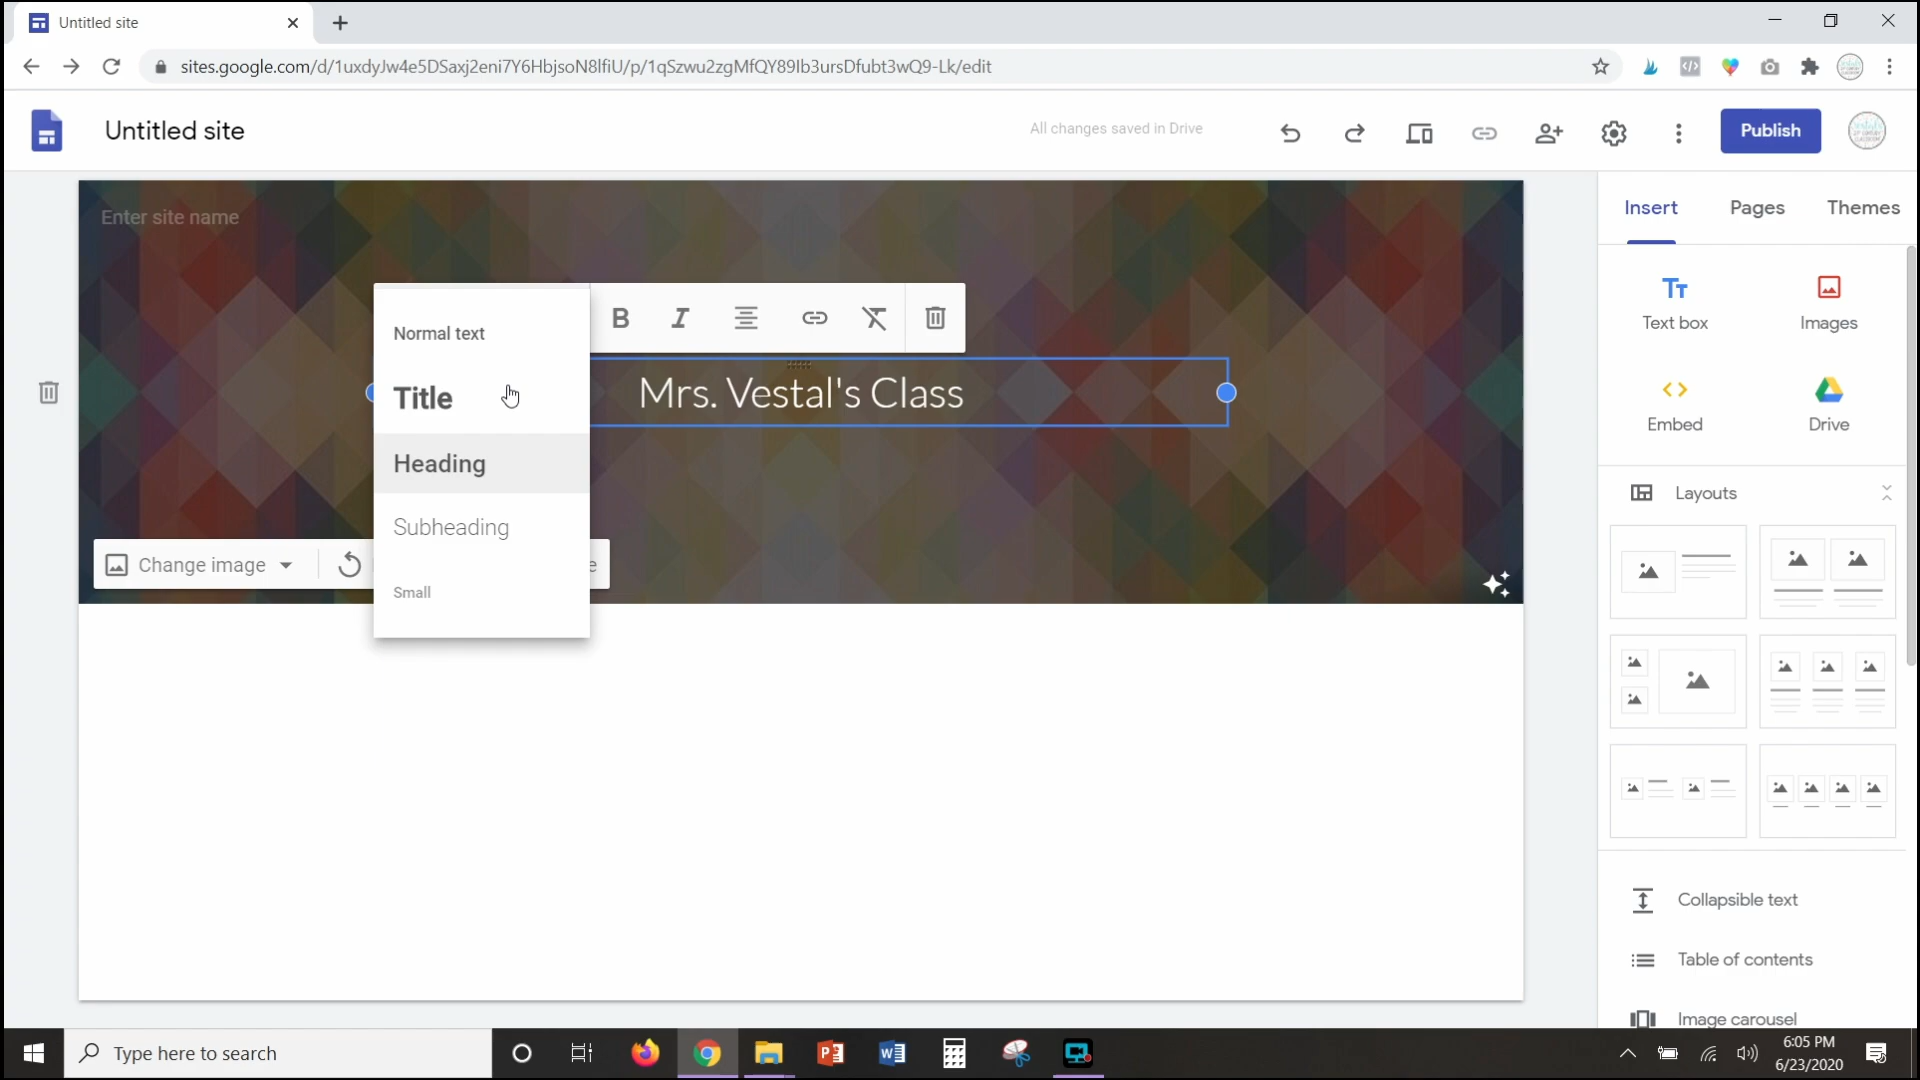 Untitled site
sites.google.com/d/1uxdyJw4e5DSaxj2eni7Y6HbjsoN8lfiU/p/1qSzwu2zgMfQY89Ib3ursDfubt3wQ9-Lk/edit
Untitled site
All changes saved in Drive
Publish
Enter site name
Insert
Pages
Themes
Text box
Images
Normal text
Title
Mrs. Vestal's Class
Embed
Drive
Heading
Layouts
Subheading
Change image
e
Small
Collapsible text
Table of contents
Image carousel
Type here to search
6:05 PM
6/23/2020